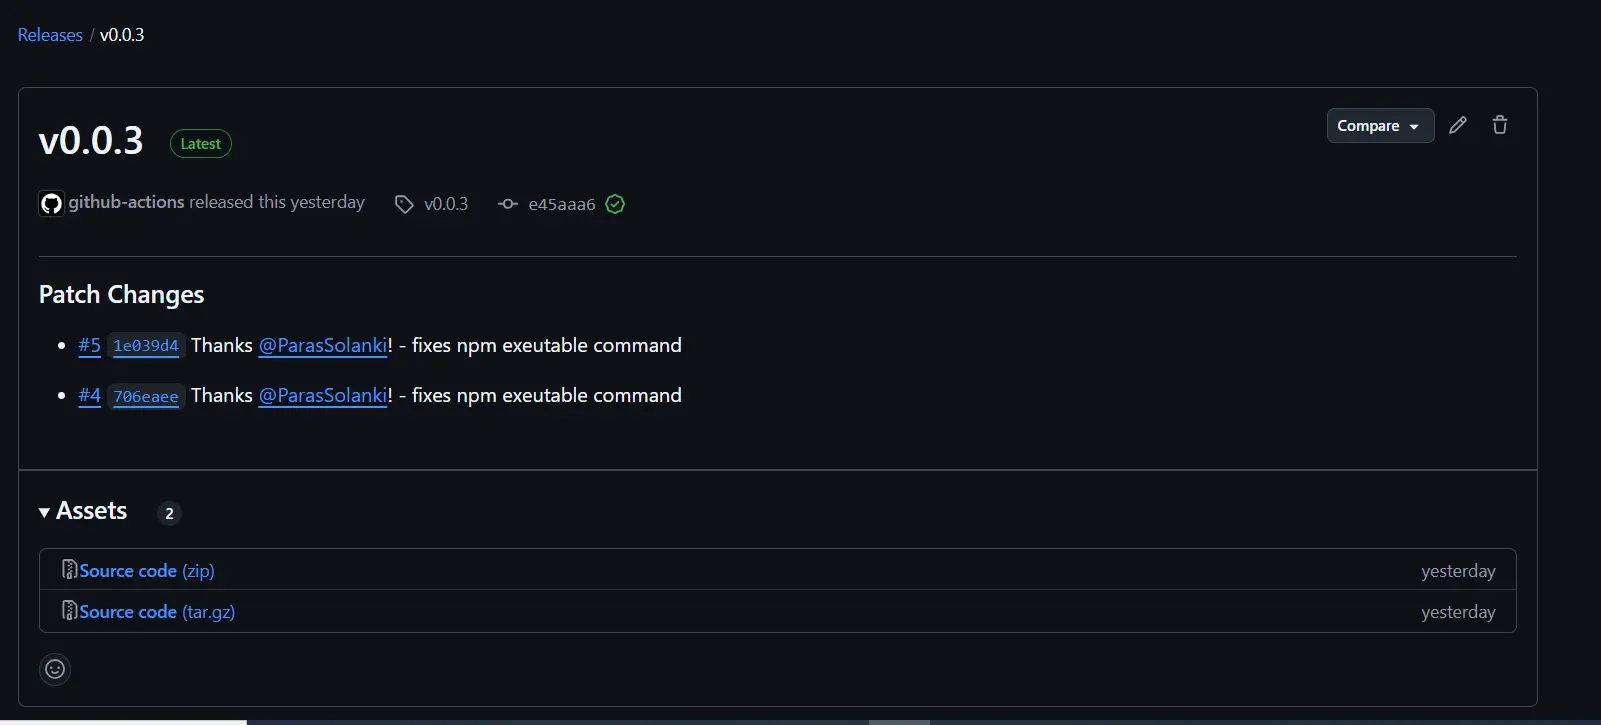 Releases / v0.0.3
v0.0.3 Latest
Compare
github-actions released this yesterday v0.0.3 e45aaa6
Patch Changes
#5 1e039d4 Thanks @ParasSolanki! - fixes npm exeutable command
#4 706eaee Thanks @ParasSolanki! - fixes npm exeutable command
Assets 2
Source code (zip) yesterday
Source code (tar.gz) yesterday